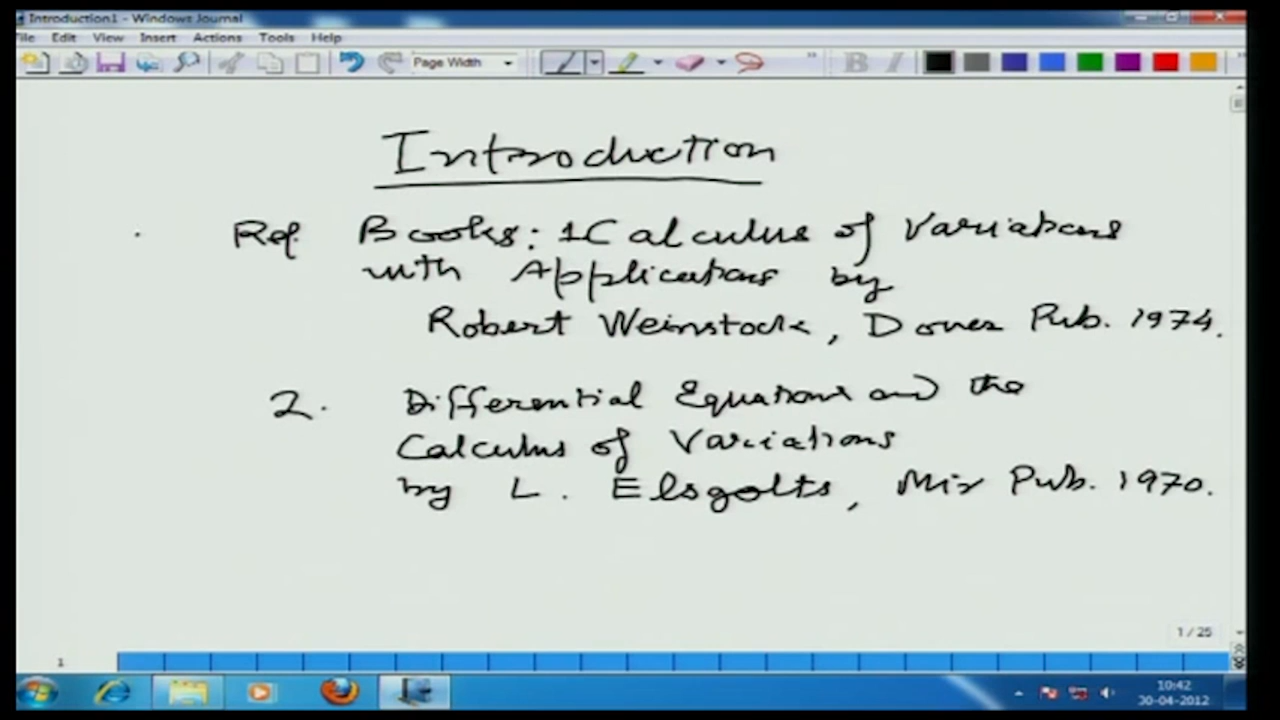 Introduction1 - Windows Journal
File Edit View Insert Actions Tools Help
Page Width
B I
Introduction
Ref. Books: 1 Calculus of Variations
with Applications by
Robert Weinstock, Dover Pub. 1974.
2. Differential Equations and the
Calculus of Variations
by L. Elsgolts, Mir Pub. 1970.
1 / 25
1
10:42
30-04-2012